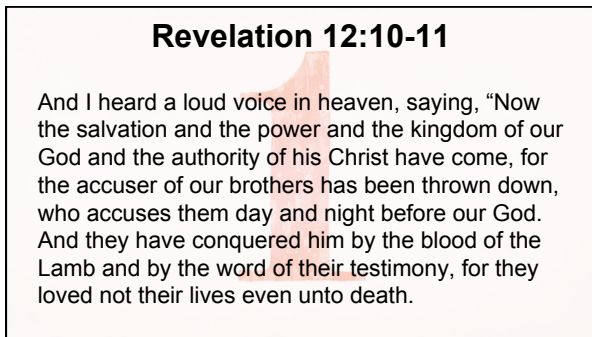 Revelation 12:10-11
And I heard a loud voice in heaven, saying, “Now
the salvation and the power and the kingdom of our
God and the authority of his Christ have come, for
the accuser of our brothers has been thrown down,
who accuses them day and night before our God.
And they have conquered him by the blood of the
Lamb and by the word of their testimony, for they
loved not their lives even unto death.
1